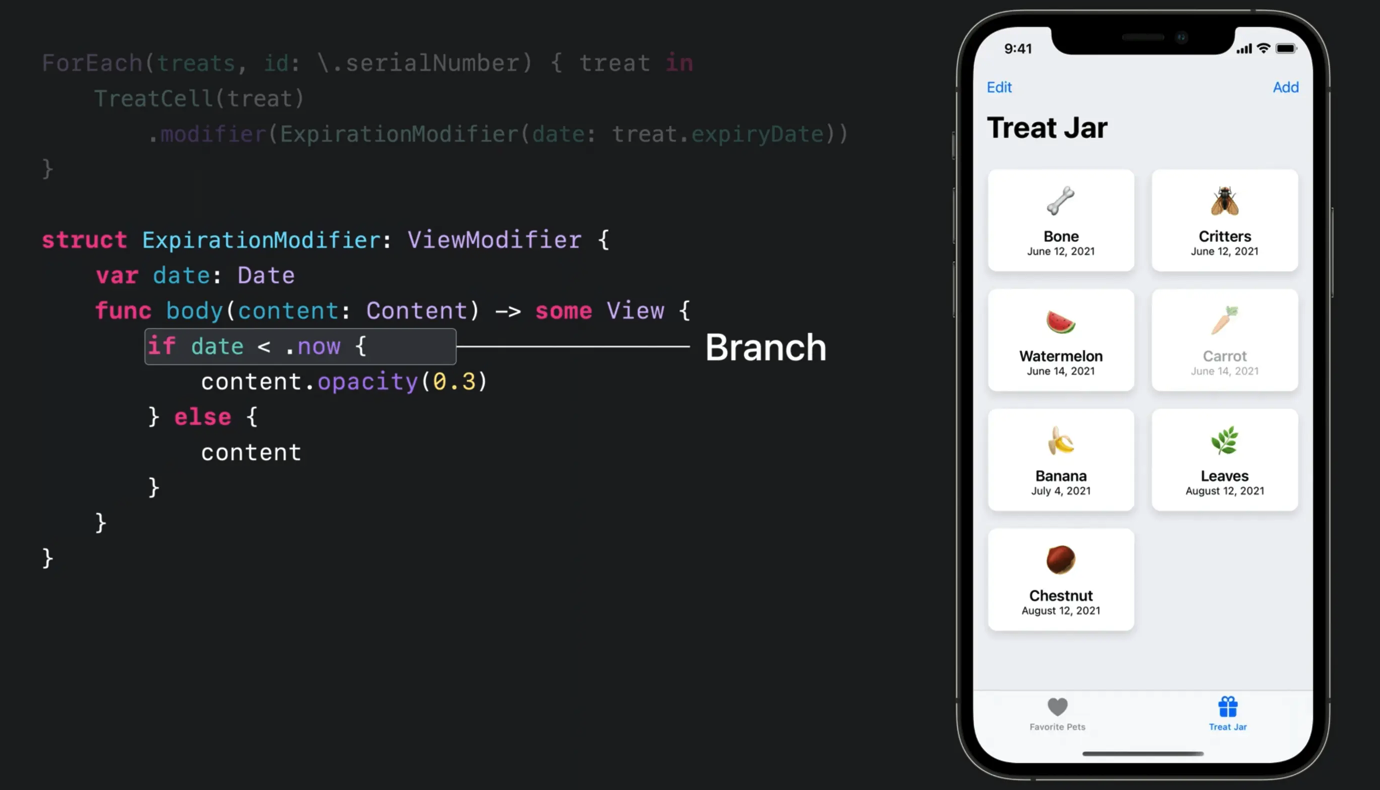 ForEach(treats, id: \.serialNumber) { treat in
TreatCell(treat)
.modifier(ExpirationModifier(date: treat.expiryDate))
}
struct ExpirationModifier: ViewModifier {
var date: Date
func body(content: Content) -> some View {
if date < .now {
content.opacity(0.3)
} else {
content
}
}
}
Branch
9:41
Edit Add
Treat Jar
Bone
June 12, 2021
Critters
June 12, 2021
Watermelon
June 14, 2021
Carrot
June 14, 2021
Banana
July 4, 2021
Leaves
August 12, 2021
Chestnut
August 12, 2021
Favorite Pets
Treat Jar